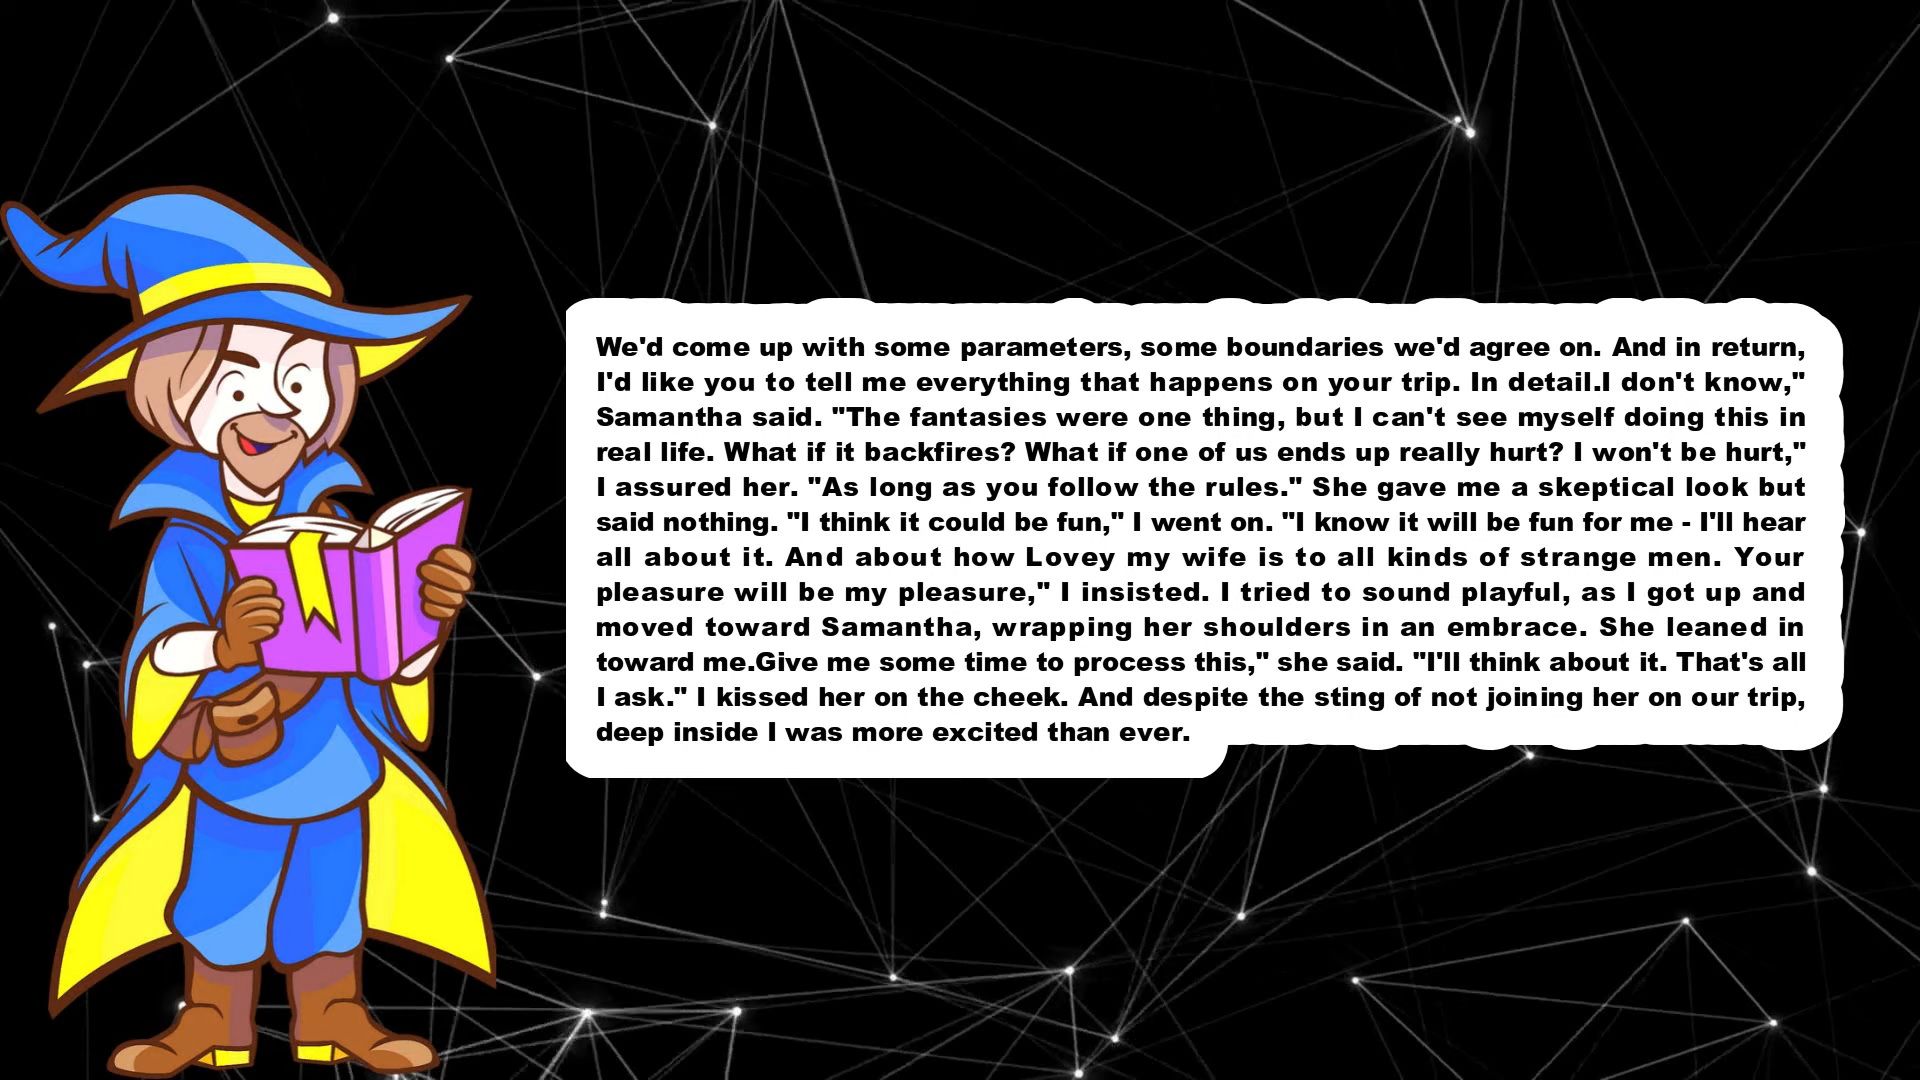 We'd come up with some parameters, some boundaries we'd agree on. And in return,
I'd like you to tell me everything that happens on your trip. In detail.I don't know,"
Samantha said. "The fantasies were one thing, but I can't see myself doing this in
real life. What if it backfires? What if one of us ends up really hurt? I won't be hurt,"
I assured her. "As long as you follow the rules." She gave me a skeptical look but
said nothing. "I think it could be fun," I went on. "I know it will be fun for me - I'll hear
all about it. And about how Lovey my wife is to all kinds of strange men. Your
pleasure will be my pleasure," I insisted. I tried to sound playful, as I got up and
moved toward Samantha, wrapping her shoulders in an embrace. She leaned in
toward me.Give me some time to process this," she said. "I'll think about it. That's all
I ask." I kissed her on the cheek. And despite the sting of not joining her on our trip,
deep inside I was more excited than ever.